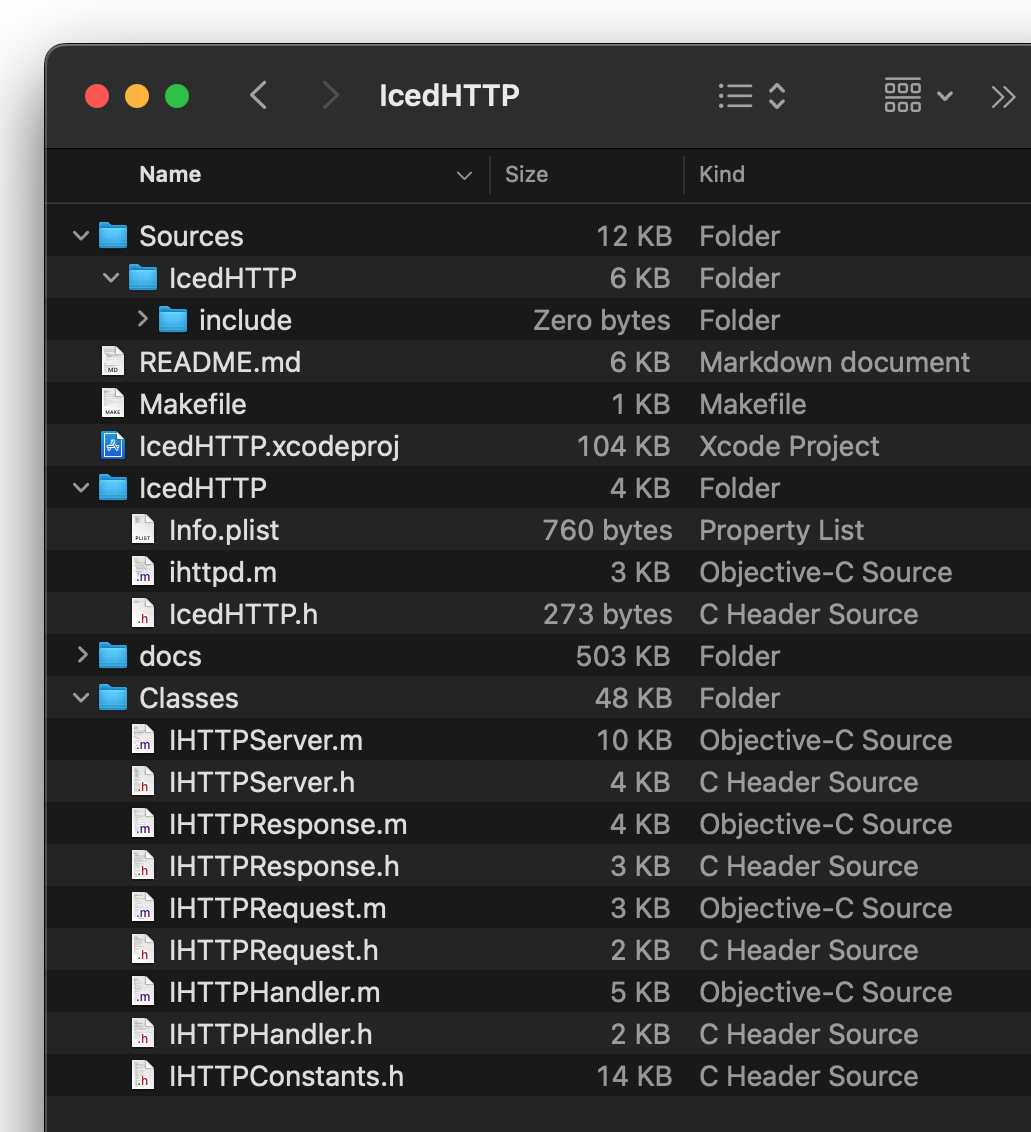 IcedHTTP
Name Size Kind
Sources 12 KB Folder
IcedHTTP 6 KB Folder
include Zero bytes Folder
README.md 6 KB Markdown document
Makefile 1 KB Makefile
IcedHTTP.xcodeproj 104 KB Xcode Project
IcedHTTP 4 KB Folder
Info.plist 760 bytes Property List
ihttpd.m 3 KB Objective-C Source
IcedHTTP.h 273 bytes C Header Source
docs 503 KB Folder
Classes 48 KB Folder
IHTTPServer.m 10 KB Objective-C Source
IHTTPServer.h 4 KB C Header Source
IHTTPResponse.m 4 KB Objective-C Source
IHTTPResponse.h 3 KB C Header Source
IHTTPRequest.m 3 KB Objective-C Source
IHTTPRequest.h 2 KB C Header Source
IHTTPHandler.m 5 KB Objective-C Source
IHTTPHandler.h 2 KB C Header Source
IHTTPConstants.h 14 KB C Header Source